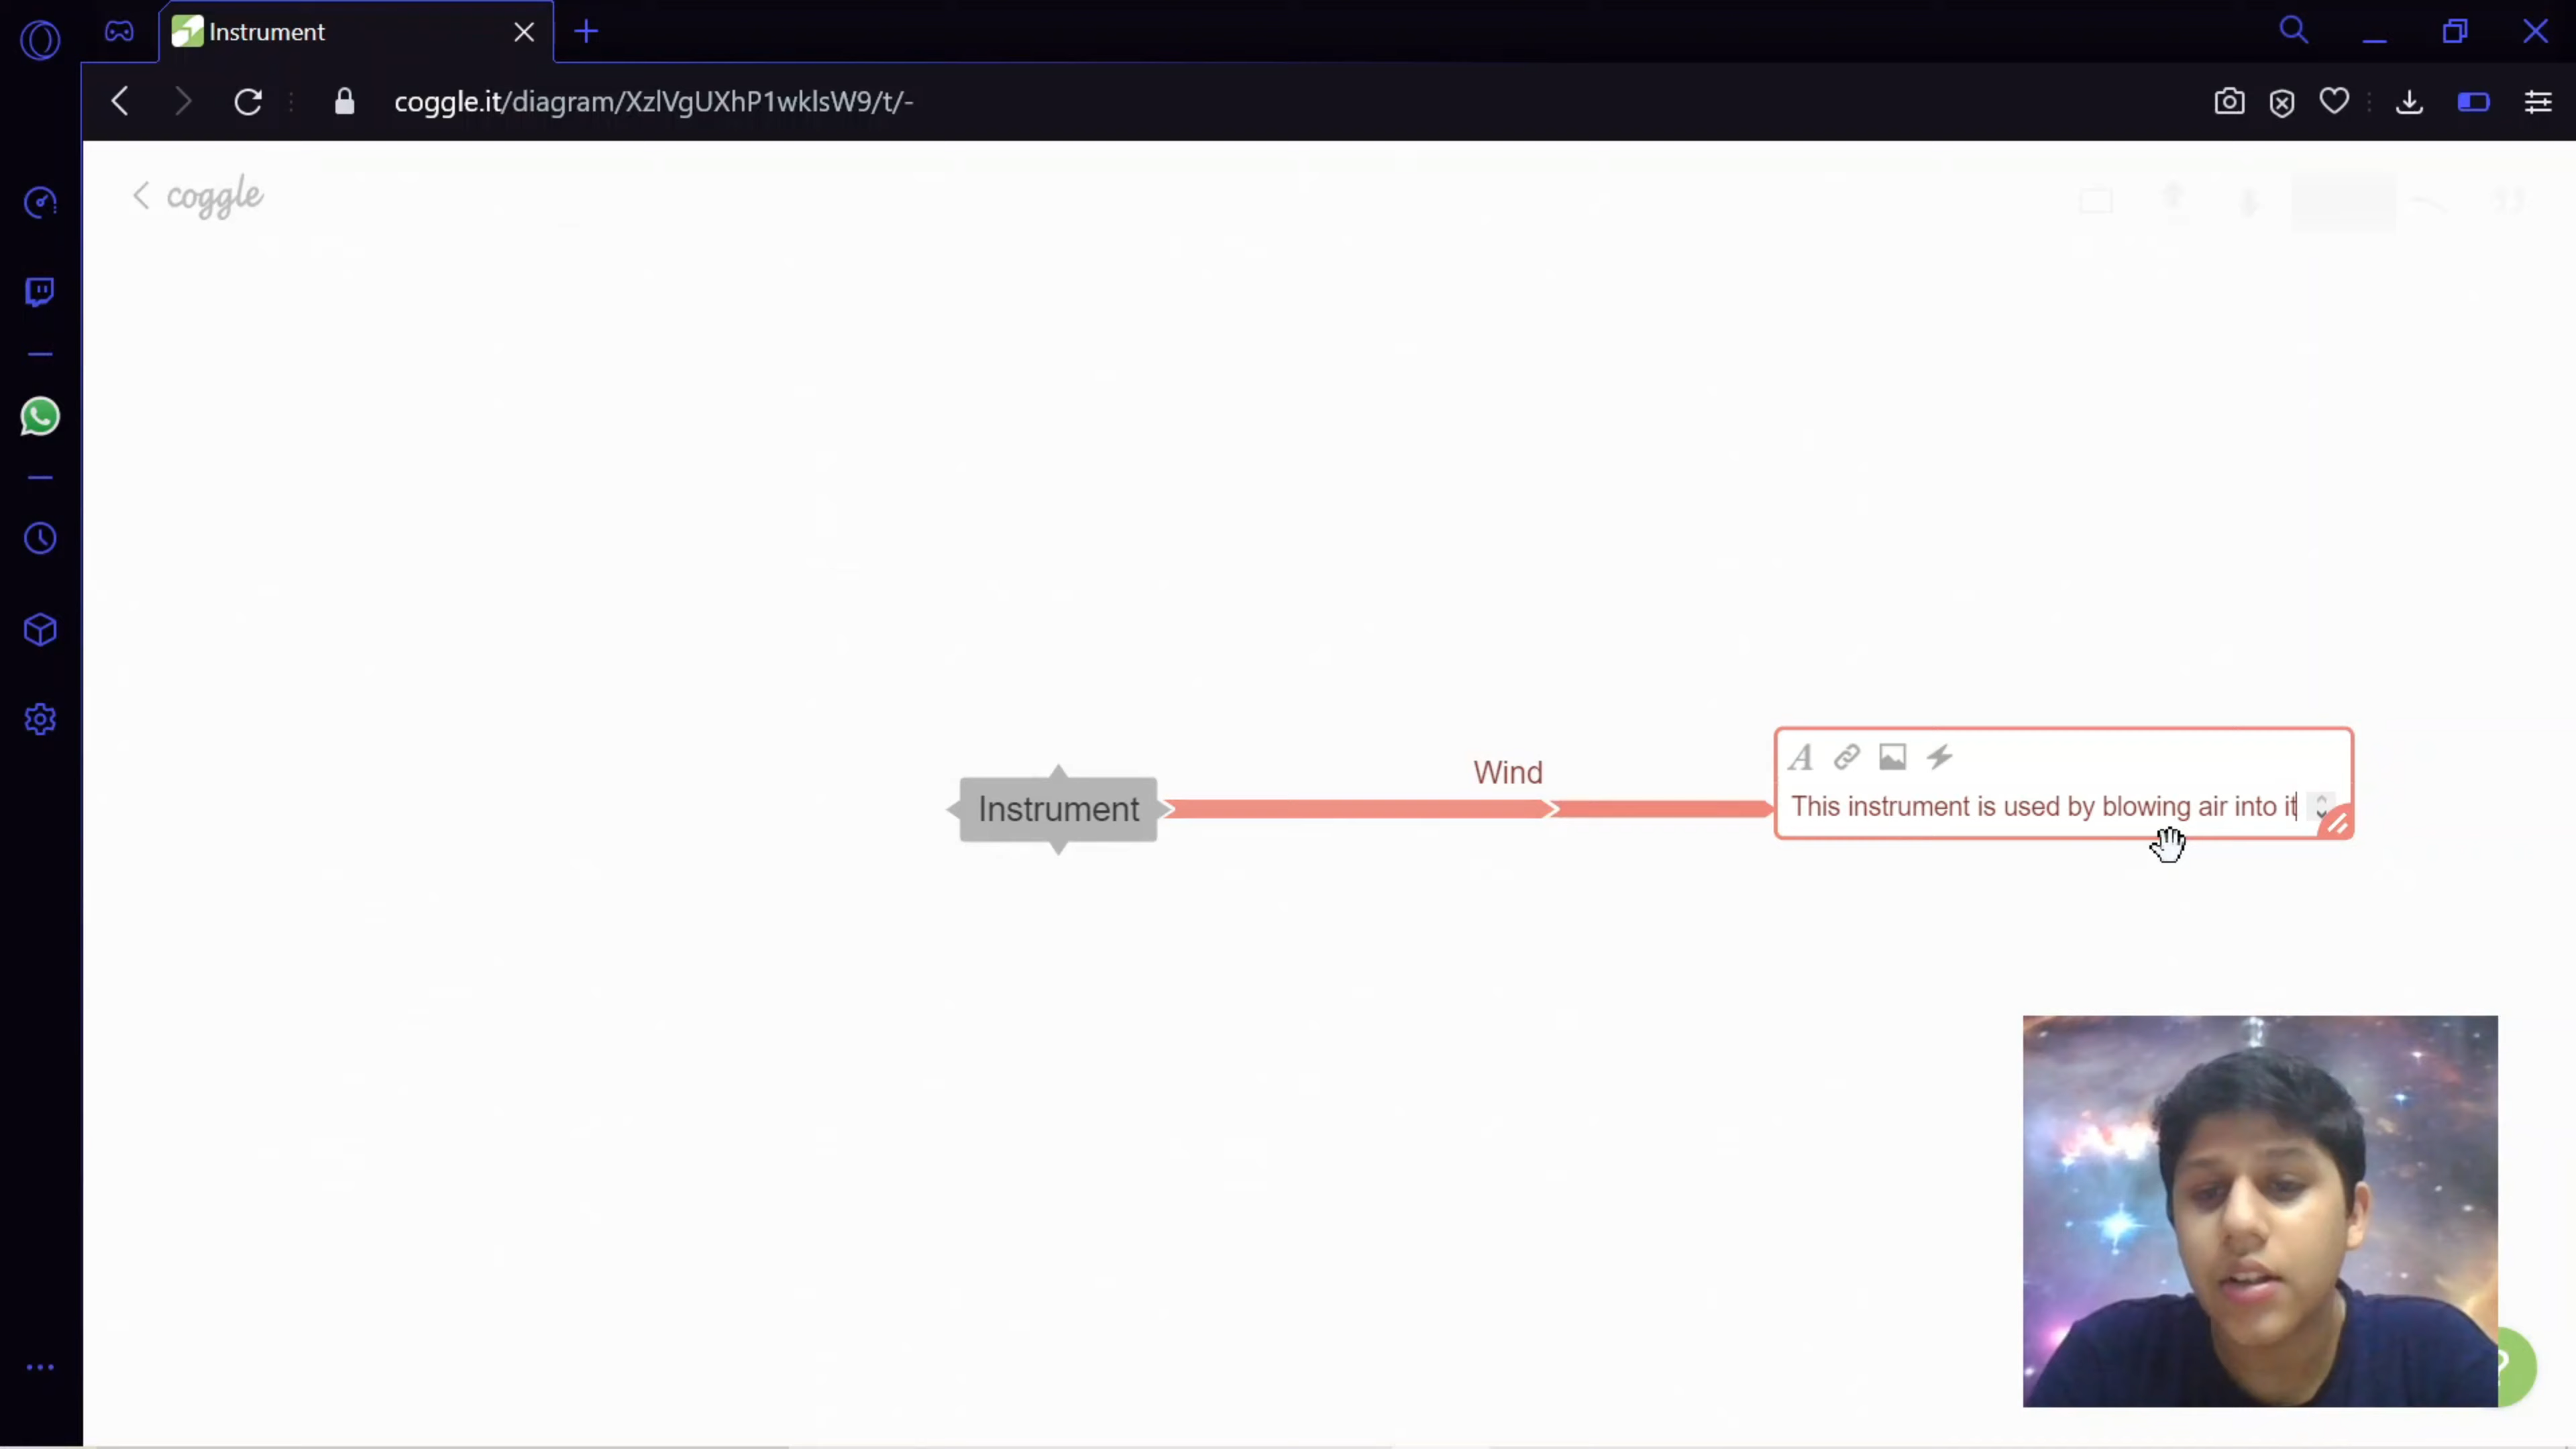 Instrument
coggle.it/diagram/XzlVgUXhP1wklsW9/t/-
coggle
Wind
Instrument
This instrument is used by blowing air into it
?